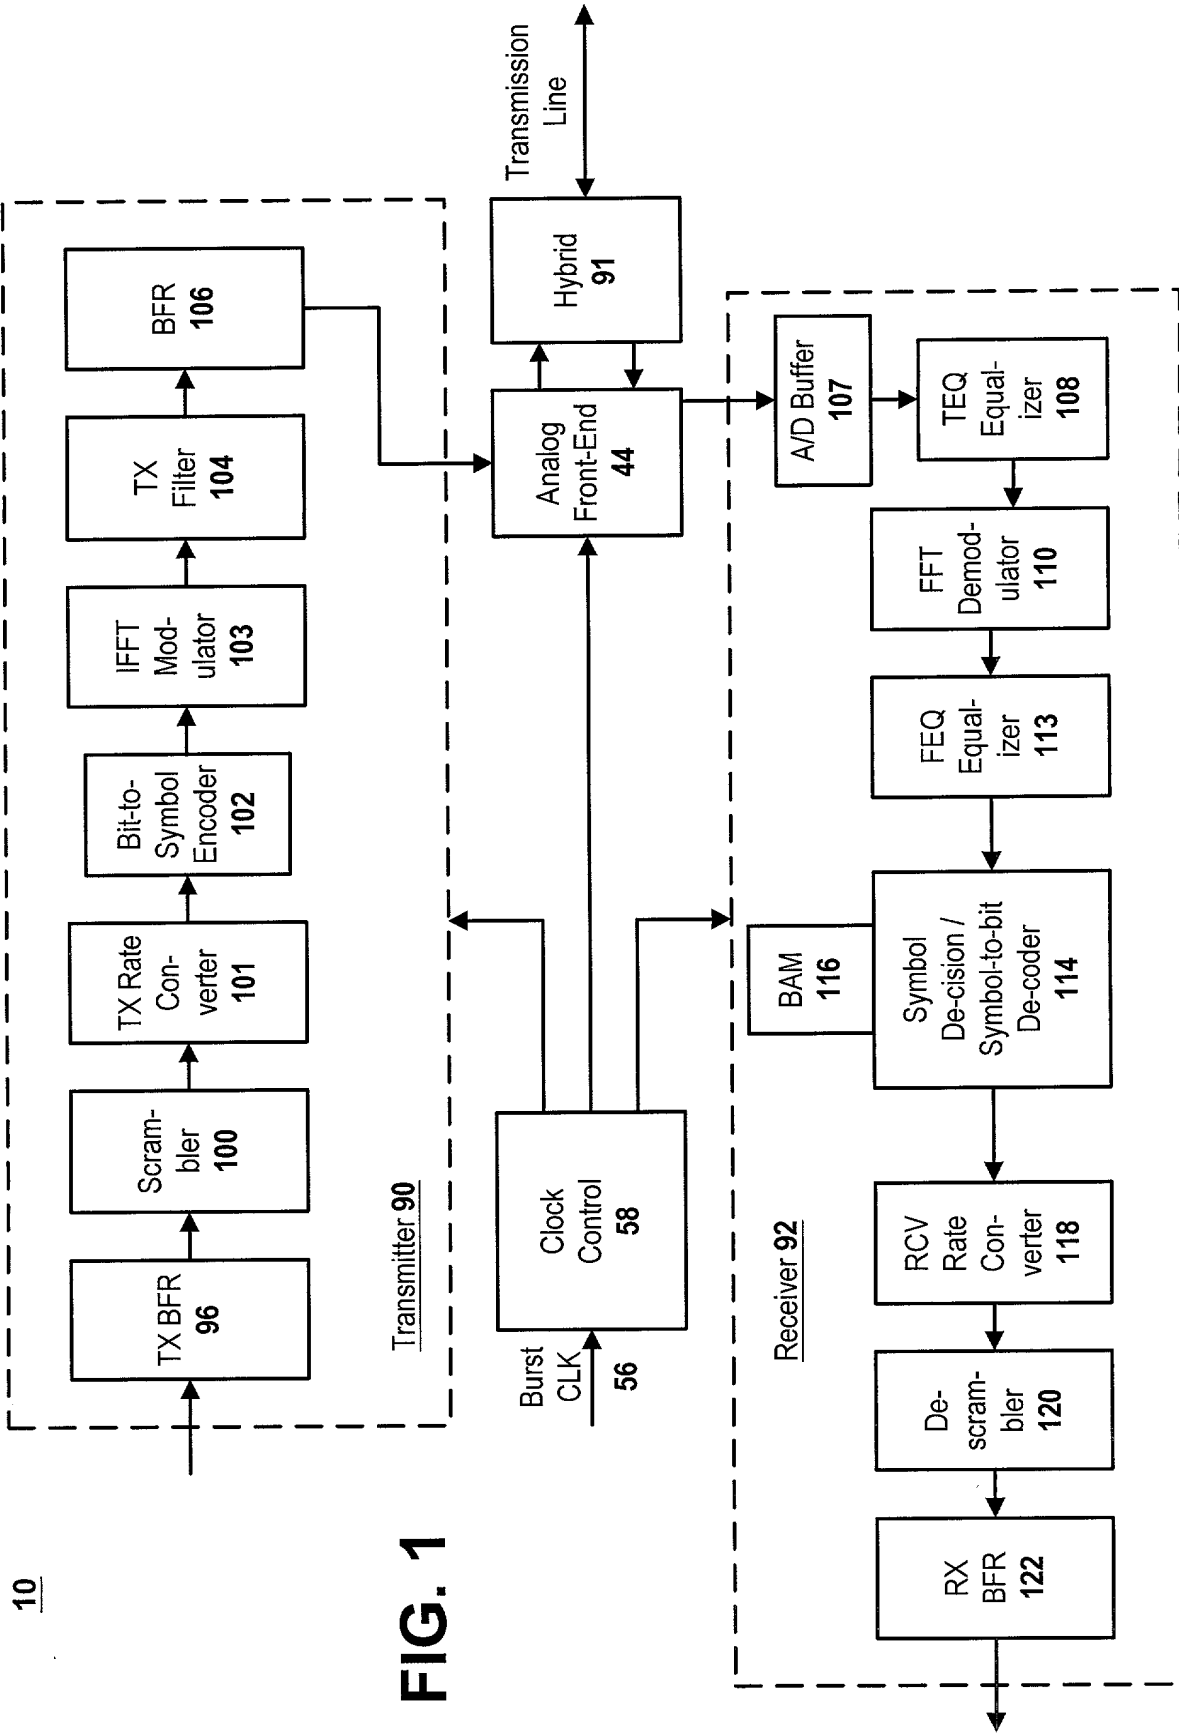 10
TX BFR
96
Scram-
bler
100
TX Rate
Con-
verter
101
Bit-to-
Symbol
Encoder
102
IFFT
Mod-
ulator
103
TX
Filter
104
BFR
106
Transmitter 90
Burst
CLK
56
Clock
Control
58
Analog
Front-End
44
Hybrid
91
Transmission
Line
Receiver 92
A/D Buffer
107
TEQ
Equal-
izer
108
FFT
Demod-
ulator
110
FEQ
Equal-
izer
113
BAM
116
Symbol
De-cision /
Symbol-to-bit
De-coder
114
RCV
Rate
Con-
verter
118
De-
scram-
bler
120
RX
BFR
122
FIG. 1